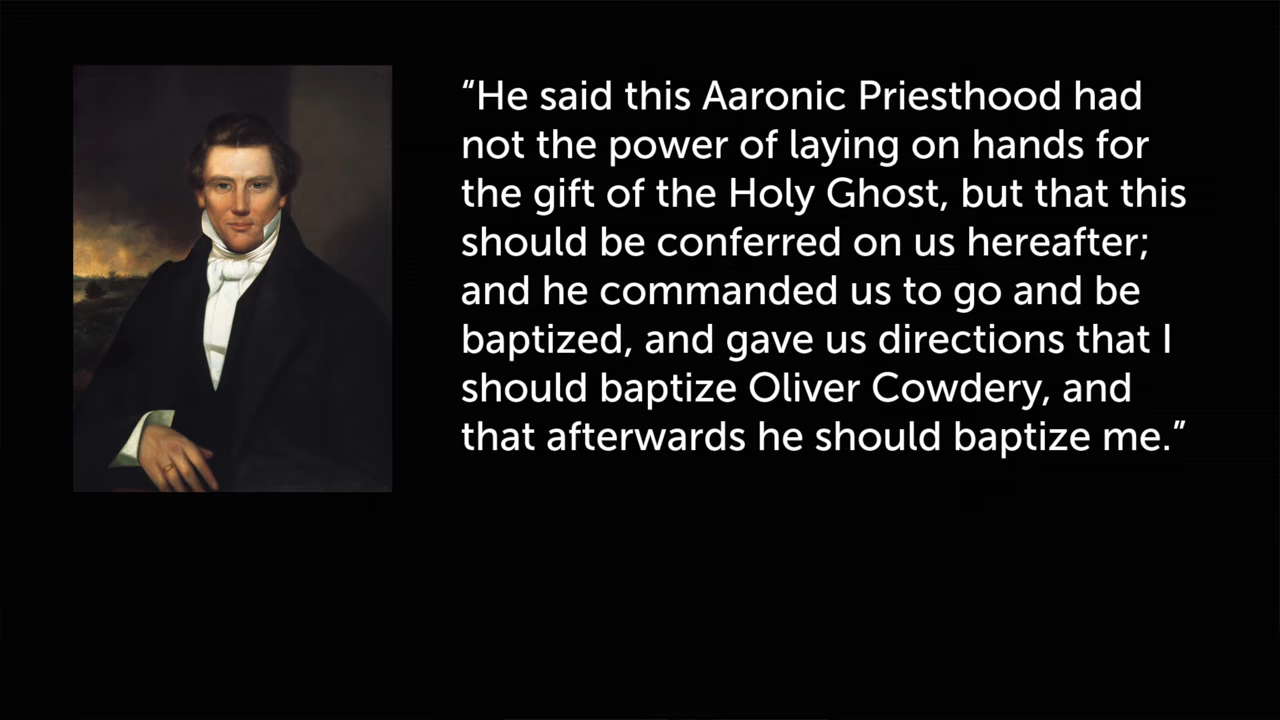 “He said this Aaronic Priesthood had
not the power of laying on hands for
the gift of the Holy Ghost, but that this
should be conferred on us hereafter;
and he commanded us to go and be
baptized, and gave us directions that I
should baptize Oliver Cowdery, and
that afterwards he should baptize me.”